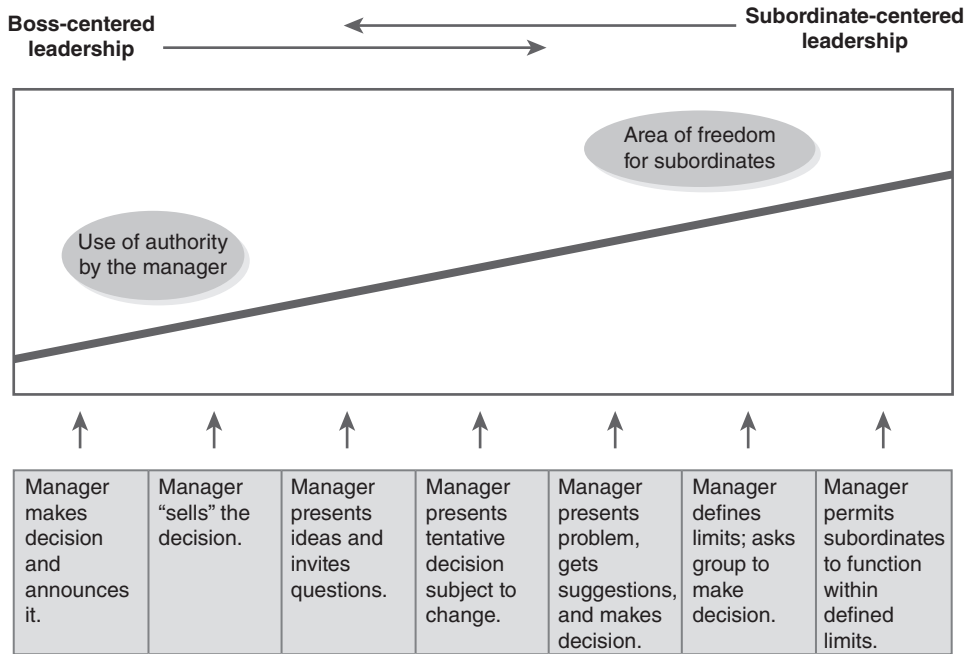 Boss-centered
leadership
Subordinate-centered
leadership
Area of freedom
for subordinates
Use of authority
by the manager
Manager
makes
decision
and
announces
it.
Manager
“sells” the
decision.
Manager
presents
ideas and
invites
questions.
Manager
presents
tentative
decision
subject to
change.
Manager
presents
problem,
gets
suggestions,
and makes
decision.
Manager
defines
limits; asks
group to
make
decision.
Manager
permits
subordinates
to function
within
defined
limits.